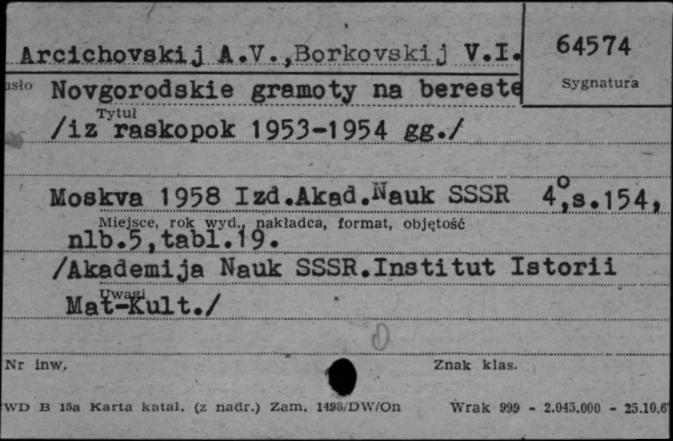 Arcichovskij A.V.,Borkovskij V.I.
64574
Sygnatura
asło
Novgorodskie gramoty na bereste
Tytuł
/iz raskopok 1953-1954 gg./
Moskva 1958 Izd.Akad.Nauk SSSR 4°,s.154,
Miejsce, rok wyd., nakładca, format, objętość
nlb.5,tabl.19.
/Akademija Nauk SSSR.Institut Istorii
Uwagi
Mat-Kult./
Nr inw.
Znak klas.
WD B 15a Karta katal. (z nadr.) Zam. 1498/DW/On Wrak 999 - 2.045.000 - 25.10.6